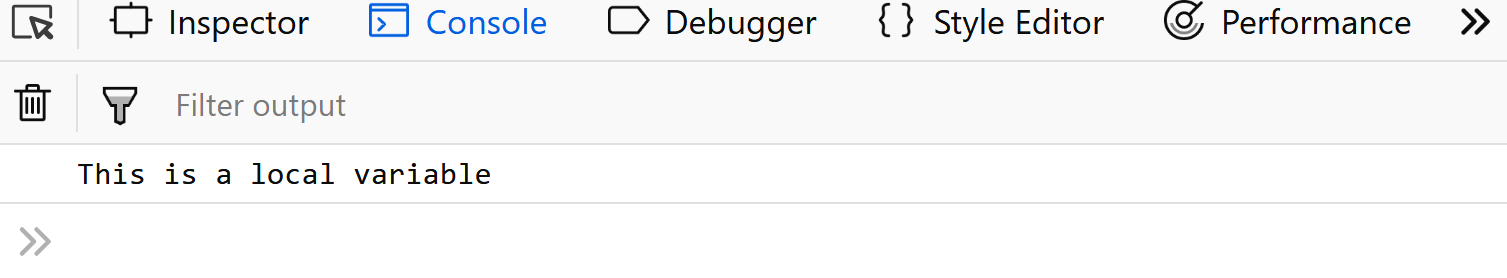 Inspector Console Debugger { } Style Editor Performance
Filter output
This is a local variable